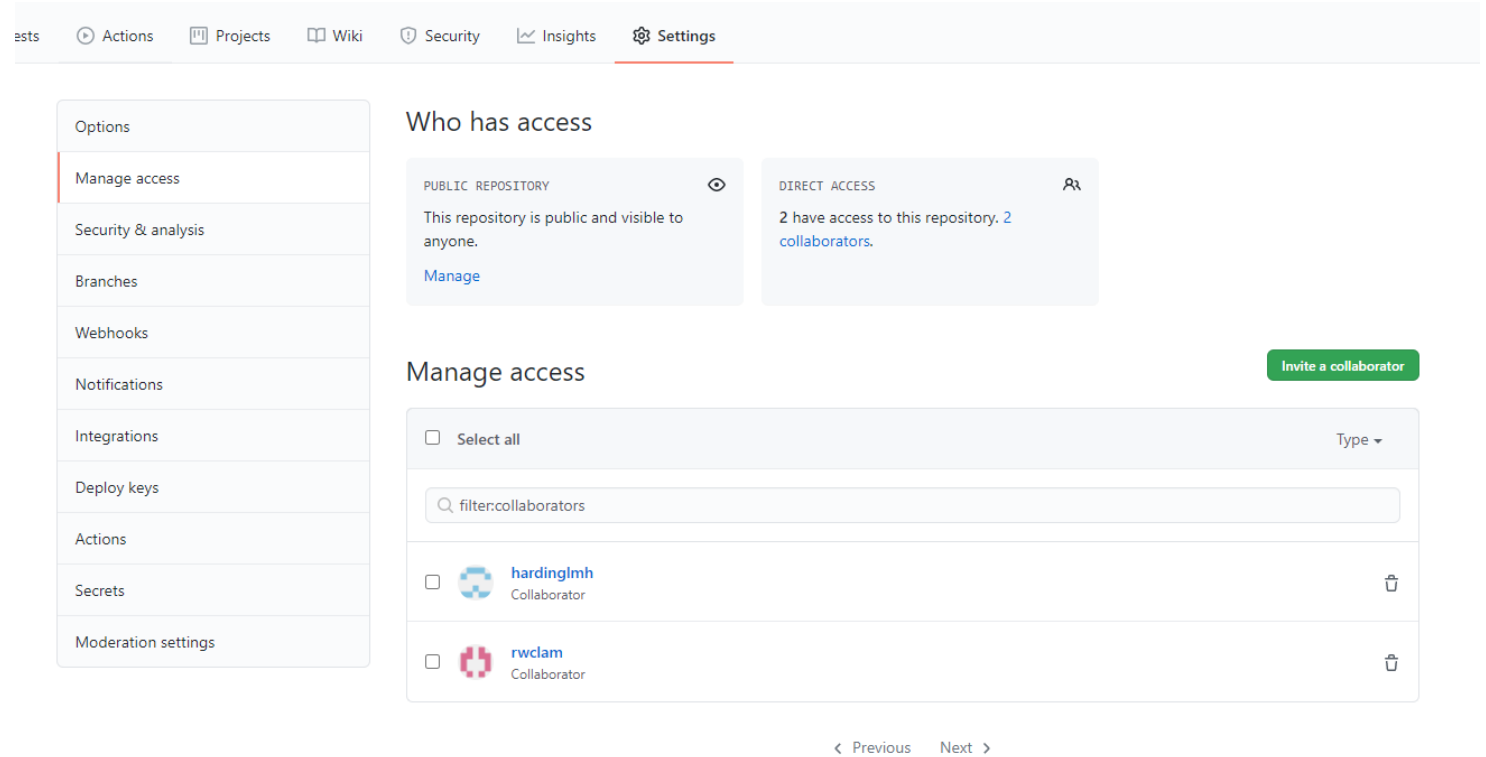 ests Actions Projects Wiki Security Insights Settings
Options
Manage access
Security & analysis
Branches
Webhooks
Notifications
Integrations
Deploy keys
Actions
Secrets
Moderation settings
Who has access
PUBLIC REPOSITORY
This repository is public and visible to
anyone.
Manage
DIRECT ACCESS
2 have access to this repository. 2
collaborators.
Manage access
Invite a collaborator
Select all
Type
filter:collaborators
hardinglmh
Collaborator
rwclam
Collaborator
Previous Next